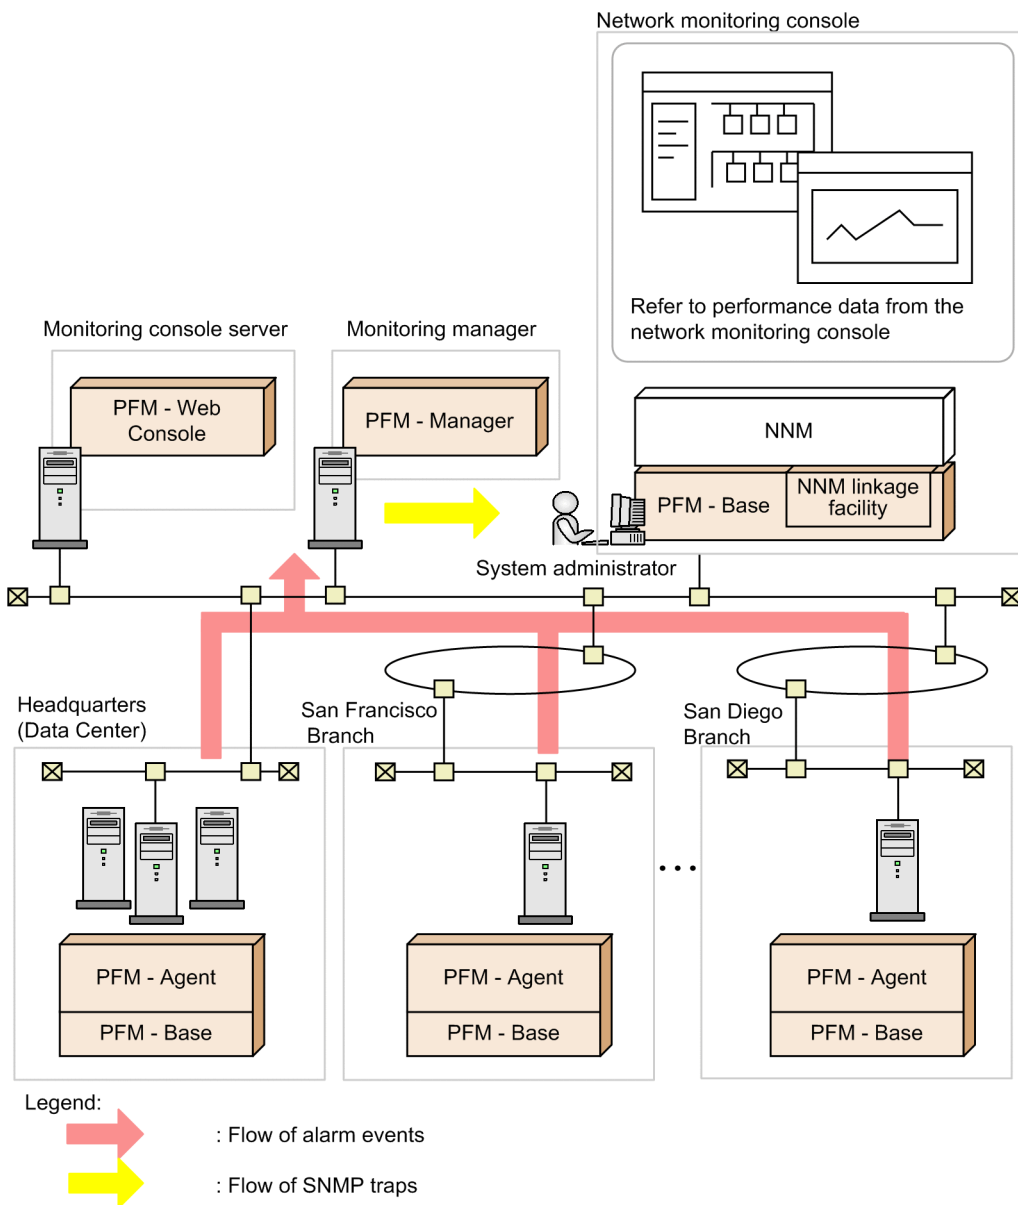 Network monitoring console
Refer to performance data from the
network monitoring console
Monitoring console server
Monitoring manager
PFM - Web
Console
PFM - Manager
NNM
PFM - Base
NNM linkage
facility
System administrator
Headquarters
(Data Center)
San Francisco
Branch
San Diego
Branch
...
PFM - Agent
PFM - Base
PFM - Agent
PFM - Base
PFM - Agent
PFM - Base
Legend:
: Flow of alarm events
: Flow of SNMP traps